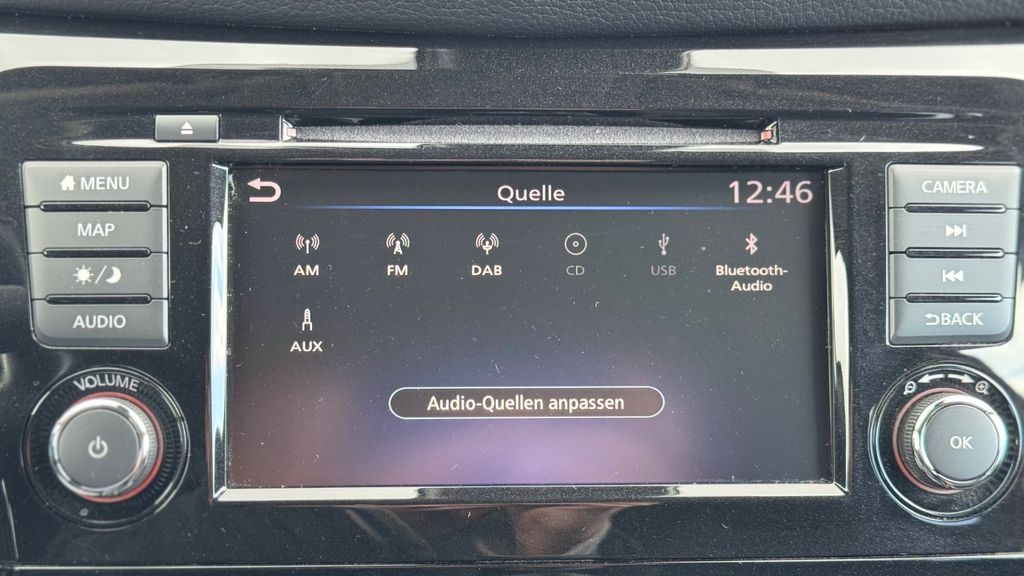 MENU
MAP
AUDIO
VOLUME
Quelle
12:46
AM
FM
DAB
CD
USB
Bluetooth-
Audio
AUX
Audio-Quellen anpassen
CAMERA
BACK
OK